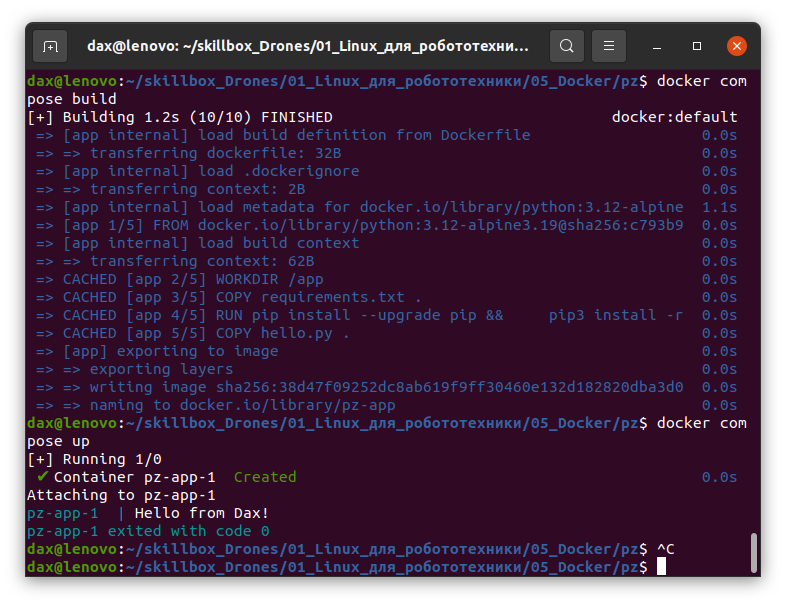 dax@lenovo: ~/skillbox_Drones/01_Linux_для_робототехни...
dax@lenovo:~/skillbox_Drones/01_Linux_для_робототехники/05_Docker/pz$ docker com
pose build
[+] Building 1.2s (10/10) FINISHED docker:default
=> [app internal] load build definition from Dockerfile 0.0s
=> => transferring dockerfile: 32B 0.0s
=> [app internal] load .dockerignore 0.0s
=> => transferring context: 2B 0.0s
=> [app internal] load metadata for docker.io/library/python:3.12-alpine 1.1s
=> [app 1/5] FROM docker.io/library/python:3.12-alpine3.19@sha256:c793b9 0.0s
=> [app internal] load build context 0.0s
=> => transferring context: 62B 0.0s
=> CACHED [app 2/5] WORKDIR /app 0.0s
=> CACHED [app 3/5] COPY requirements.txt . 0.0s
=> CACHED [app 4/5] RUN pip install --upgrade pip && pip3 install -r 0.0s
=> CACHED [app 5/5] COPY hello.py . 0.0s
=> [app] exporting to image 0.0s
=> => exporting layers 0.0s
=> => writing image sha256:38d47f09252dc8ab619f9ff30460e132d182820dba3d0 0.0s
=> => naming to docker.io/library/pz-app 0.0s
dax@lenovo:~/skillbox_Drones/01_Linux_для_робототехники/05_Docker/pz$ docker com
pose up
[+] Running 1/0
✔ Container pz-app-1 Created 0.0s
Attaching to pz-app-1
pz-app-1 | Hello from Dax!
pz-app-1 exited with code 0
dax@lenovo:~/skillbox_Drones/01_Linux_для_робототехники/05_Docker/pz$ ^C
dax@lenovo:~/skillbox_Drones/01_Linux_для_робототехники/05_Docker/pz$